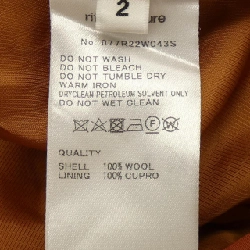 2
No. 077R22WC43S
DO NOT WASH
DO NOT BLEACH
DO NOT TUMBLE DRY
WARM IRON
DRYCLEAN PETROLEUM SOLVENT ONLY
DO NOT WET CLEAN
QUALITY
SHELL 100% WOOL
LINING 100% CUPRO